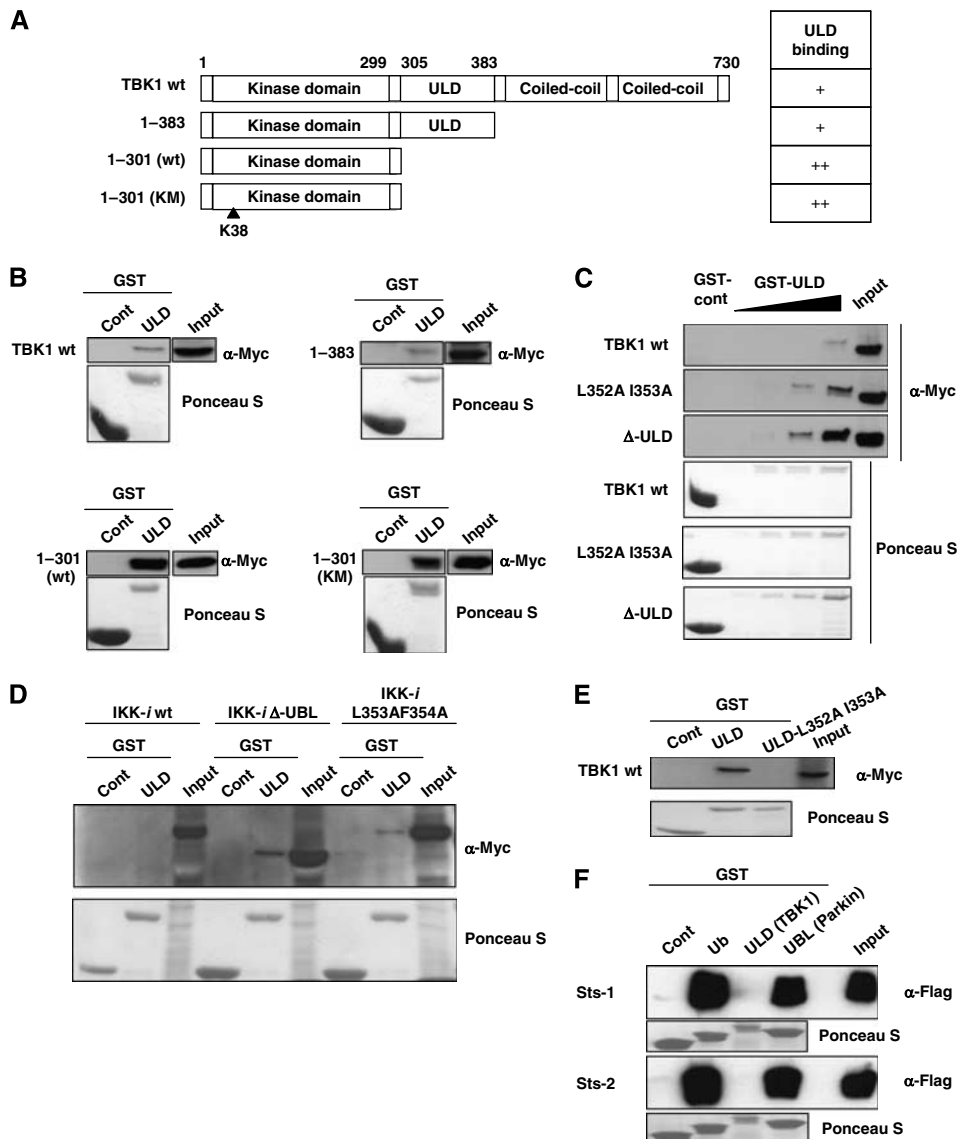 A
ULD binding
1 299 305 383 730
TBK1 wt Kinase domain ULD Coiled-coil Coiled-coil +
1–383 Kinase domain ULD +
1–301 (wt) Kinase domain ++
1–301 (KM) Kinase domain ++
K38
B
GST
Cont ULD Input
TBK1 wt α-Myc
Ponceau S
GST
Cont ULD Input
1–383 α-Myc
Ponceau S
GST
Cont ULD Input
1–301 (wt) α-Myc
Ponceau S
GST
Cont ULD Input
1–301 (KM) α-Myc
Ponceau S
C
GST-cont GST-ULD Input
TBK1 wt
L352A I353A α-Myc
Δ-ULD
TBK1 wt
L352A I353A Ponceau S
Δ-ULD
D
IKK-i wt IKK-i Δ-UBL IKK-i L353AF354A
GST GST GST
Cont ULD Input Cont ULD Input Cont ULD Input
α-Myc
Ponceau S
E
GST
Cont ULD ULD-L352A I353A Input
TBK1 wt α-Myc
Ponceau S
F
GST
Cont Ub ULD (TBK1) UBL (Parkin) Input
Sts-1 α-Flag
Ponceau S
Sts-2 α-Flag
Ponceau S